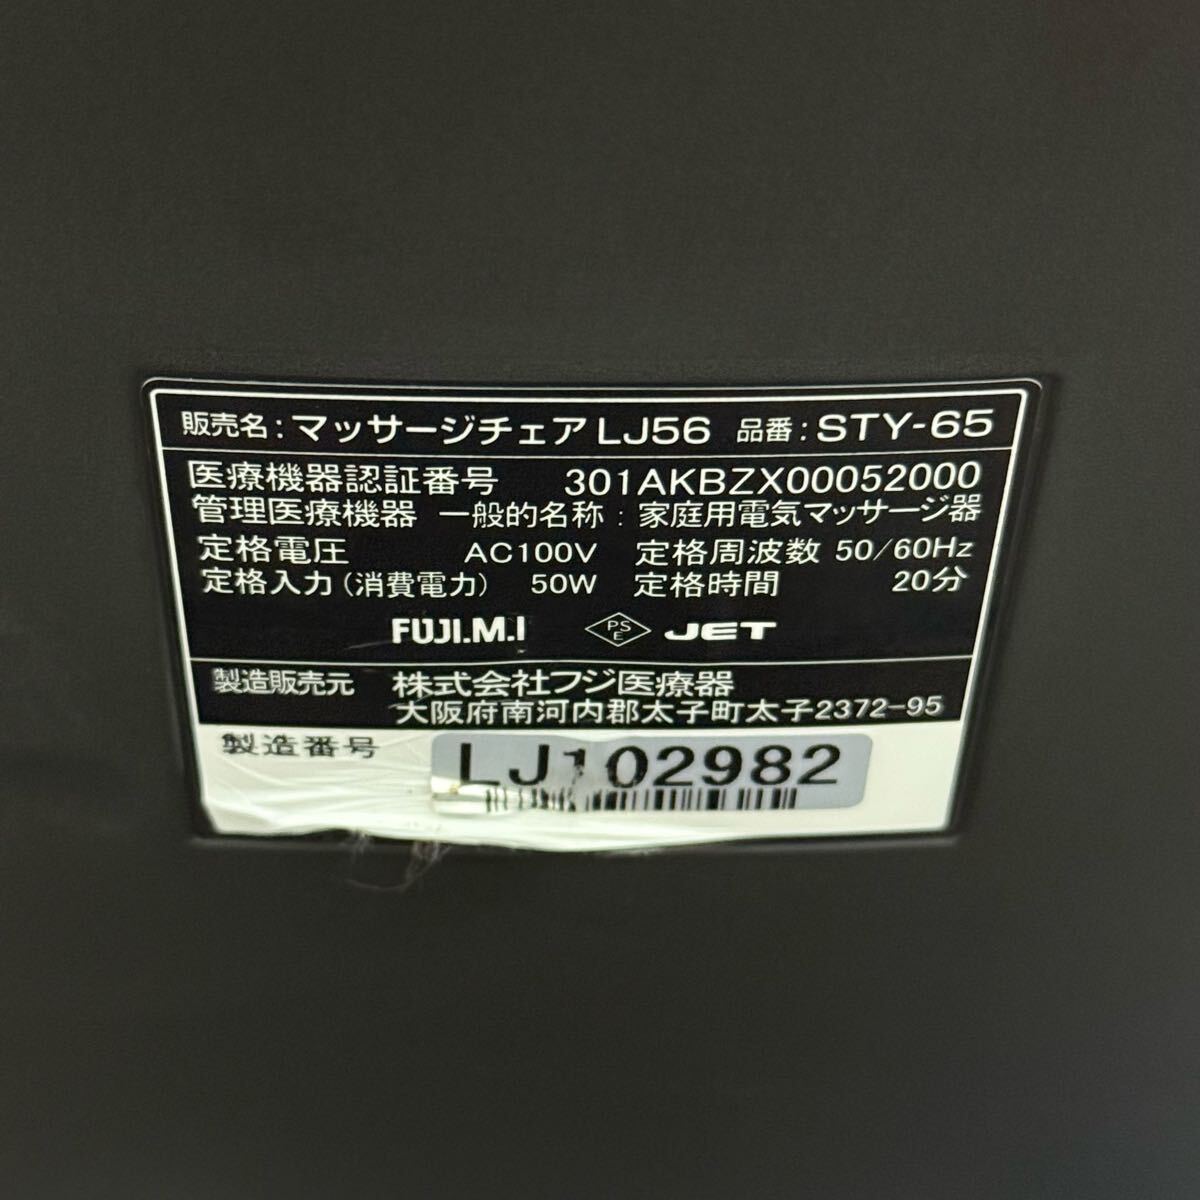 販売名:マッサージチェア LJ56 品番:STY-65
医療機器認証番号 301AKBZX00052000
管理医療機器 一般的名称:家庭用電気マッサージ器
定格電圧 AC100V 定格周波数 50/60Hz
定格入力(消費電力) 50W 定格時間 20分
FUJI.M.I PSE JET
製造販売元 株式会社フジ医療器
大阪府南河内郡太子町太子2372-95
製造番号 LJ102982